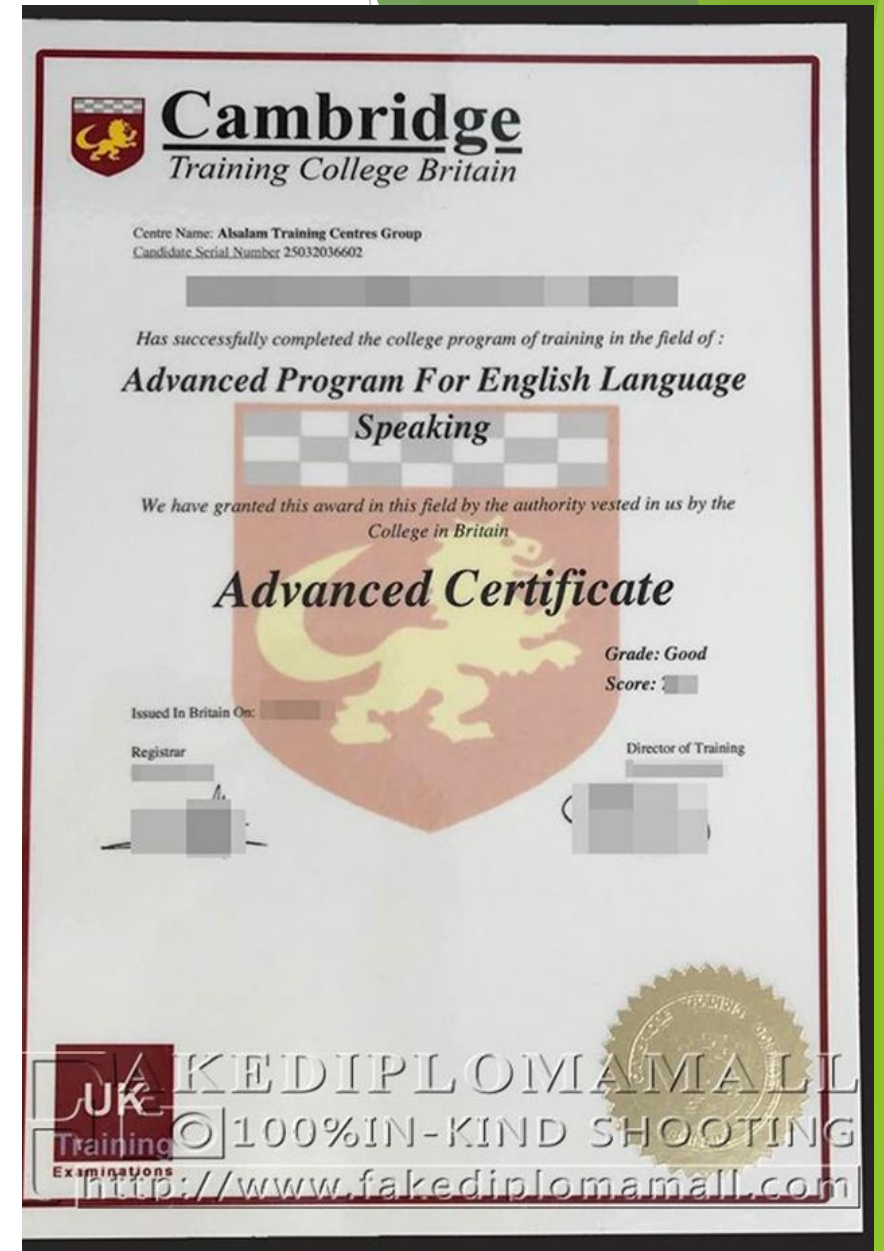 Cambridge
Training College Britain
Centre Name: Alsalam Training Centres Group
Candidate Serial Number 25032036602
Has successfully completed the college program of training in the field of :
Advanced Program For English Language
Speaking
We have granted this award in this field by the authority vested in us by the
College in Britain
Advanced Certificate
Grade: Good
Score:
Issued In Britain On:
Registrar
Director of Training
UK
Training
Examinations
FAKEDIPLOMAMALL
©100%IN-KIND SHOOTING
http://www.fakediplomamall.com